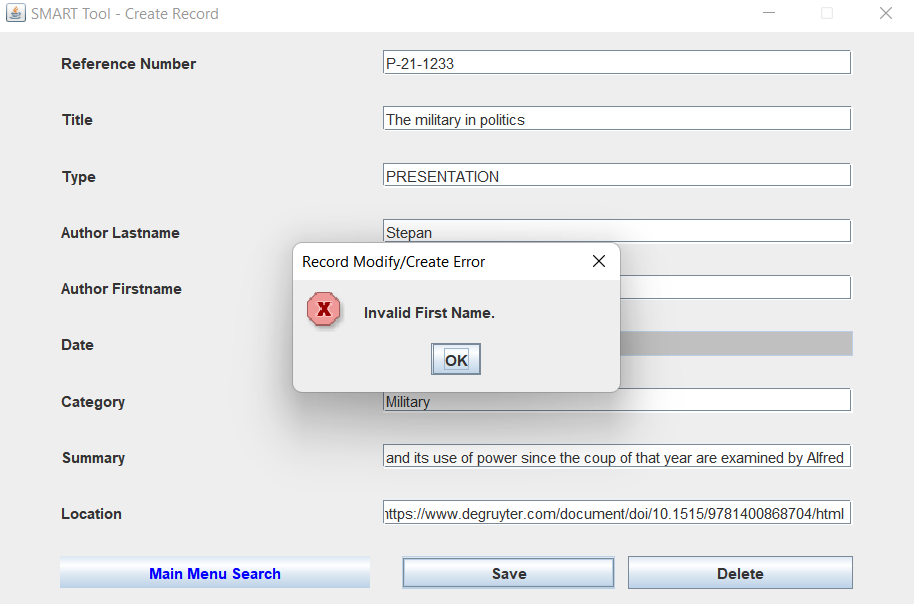 SMART Tool - Create Record
Reference Number P-21-1233
Title The military in politics
Type PRESENTATION
Author Lastname Stepan
Record Modify/Create Error
Author Firstname
X Invalid First Name.
Date
OK
Category Military
Summary and its use of power since the coup of that year are examined by Alfred
Location https://www.degruyter.com/document/doi/10.1515/9781400868704/html
Main Menu Search Save Delete